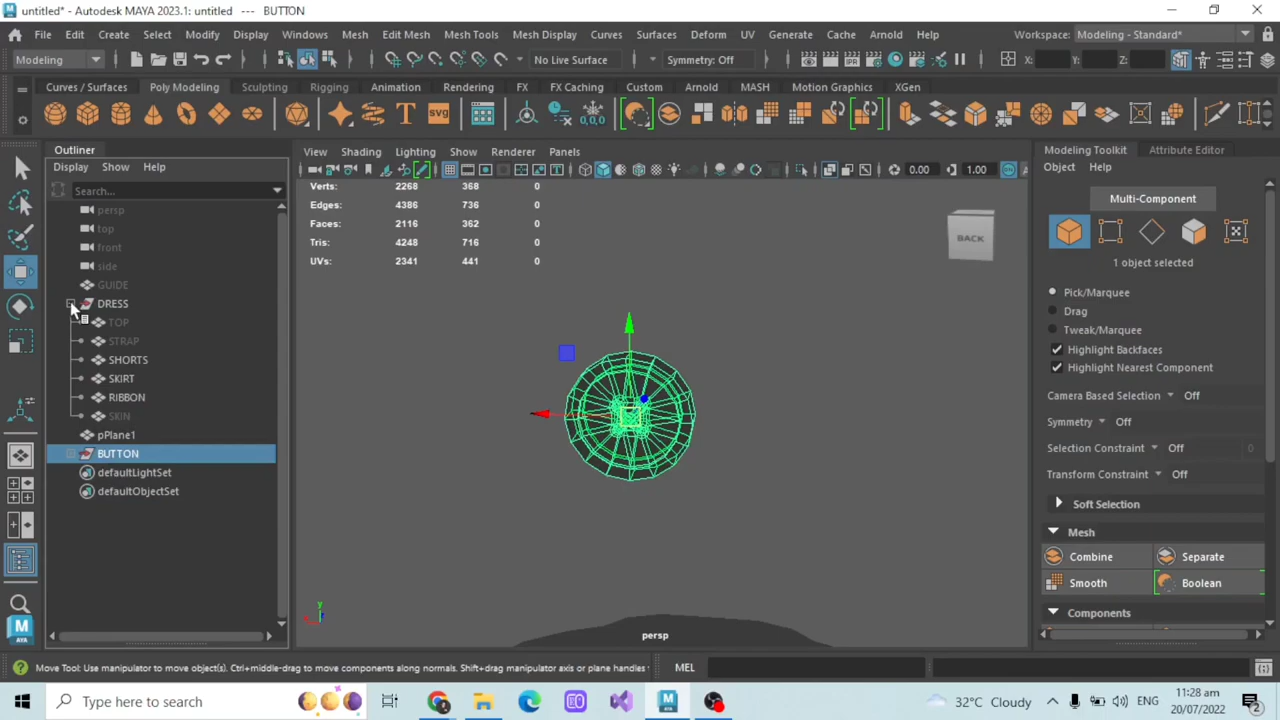 untitled* - Autodesk MAYA 2023.1: untitled --- BUTTON
File Edit Create Select Modify Display Windows Mesh Edit Mesh Mesh Tools Mesh Display Curves Surfaces Deform UV Generate Cache Arnold Help Workspace: Modeling - Standard*
Modeling No Live Surface Symmetry: Off IPR X: Y: Z:
Curves / Surfaces Poly Modeling Sculpting Rigging Animation Rendering FX FX Caching Custom Arnold MASH Motion Graphics XGen
T svg 0,0,0
Outliner View Shading Lighting Show Renderer Panels Modeling Toolkit Attribute Editor
Display Show Help 0.00 1.00 Object Help
Search...
Verts: 2268 368 0
Edges: 4386 736 0
Faces: 2116 362 0
Tris: 4248 716 0
UVs: 2341 441 0
BACK
persp
top
front
side
GUIDE
DRESS
TOP
STRAP
SHORTS
SKIRT
RIBBON
SKIN
pPlane1
BUTTON
defaultLightSet
defaultObjectSet
y
persp
Multi-Component
1 object selected
Pick/Marquee
Drag
Tweak/Marquee
Highlight Backfaces
Highlight Nearest Component
Camera Based Selection Off
Symmetry Off
Selection Constraint Off 0
Transform Constraint Off
Soft Selection
Mesh
Combine Separate
Smooth Boolean
Components
M
AYA
Move Tool: Use manipulator to move object(s). Ctrl+middle-drag to move components along normals. Shift+drag manipulator axis or plane handles MEL
Type here to search 32°C Cloudy ENG 11:28 am
20/07/2022 2